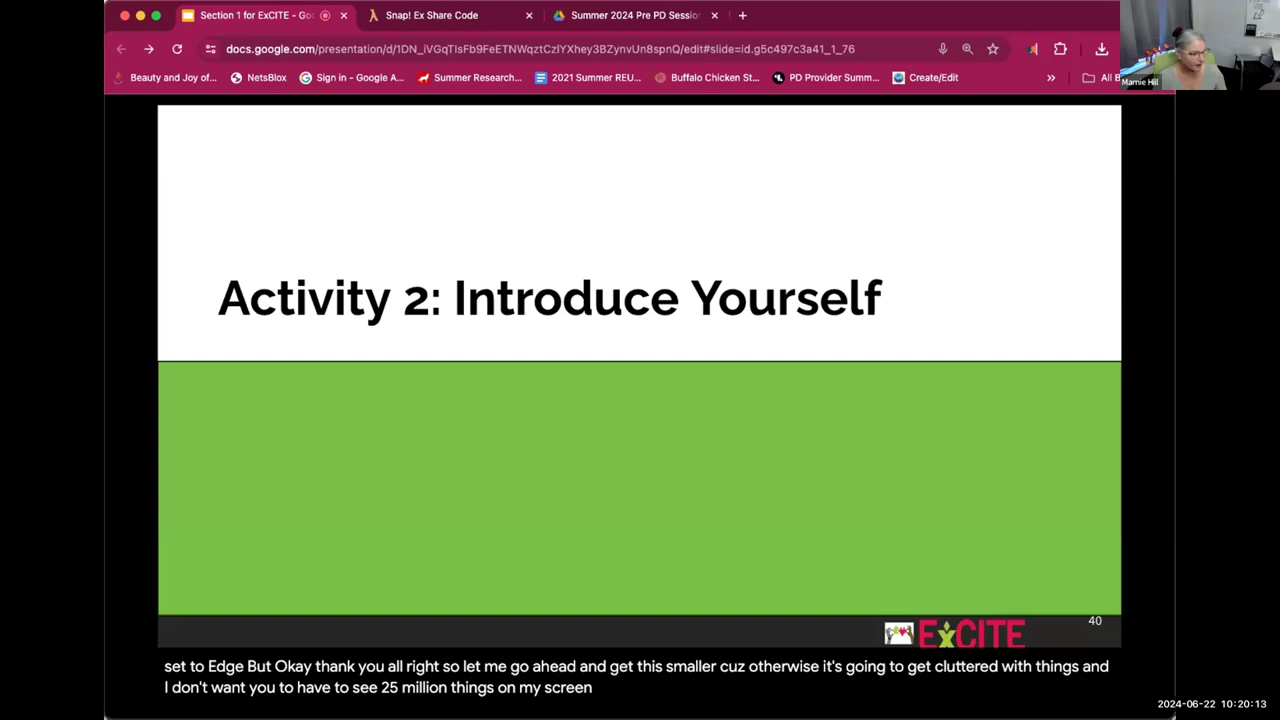 Section 1 for ExCITE - Goo
Snap! Ex Share Code
Summer 2024 Pre PD Session
docs.google.com/presentation/d/1DN_iVGqTIsFb9FeETNWqztCzIYXhey3BZynvUn8spnQ/edit#slide=id.g5c497c3a41_1_76
Beauty and Joy of...
NetsBlox
Sign in - Google A...
Summer Research...
2021 Summer REU...
Buffalo Chicken St...
PD Provider Summ...
Create/Edit
»
All B
Marnie Hill
Activity 2: Introduce Yourself
ExCITE
40
set to Edge But Okay thank you all right so let me go ahead and get this smaller cuz otherwise it's going to get cluttered with things and
I don't want you to have to see 25 million things on my screen
2024-06-22 10:20:13